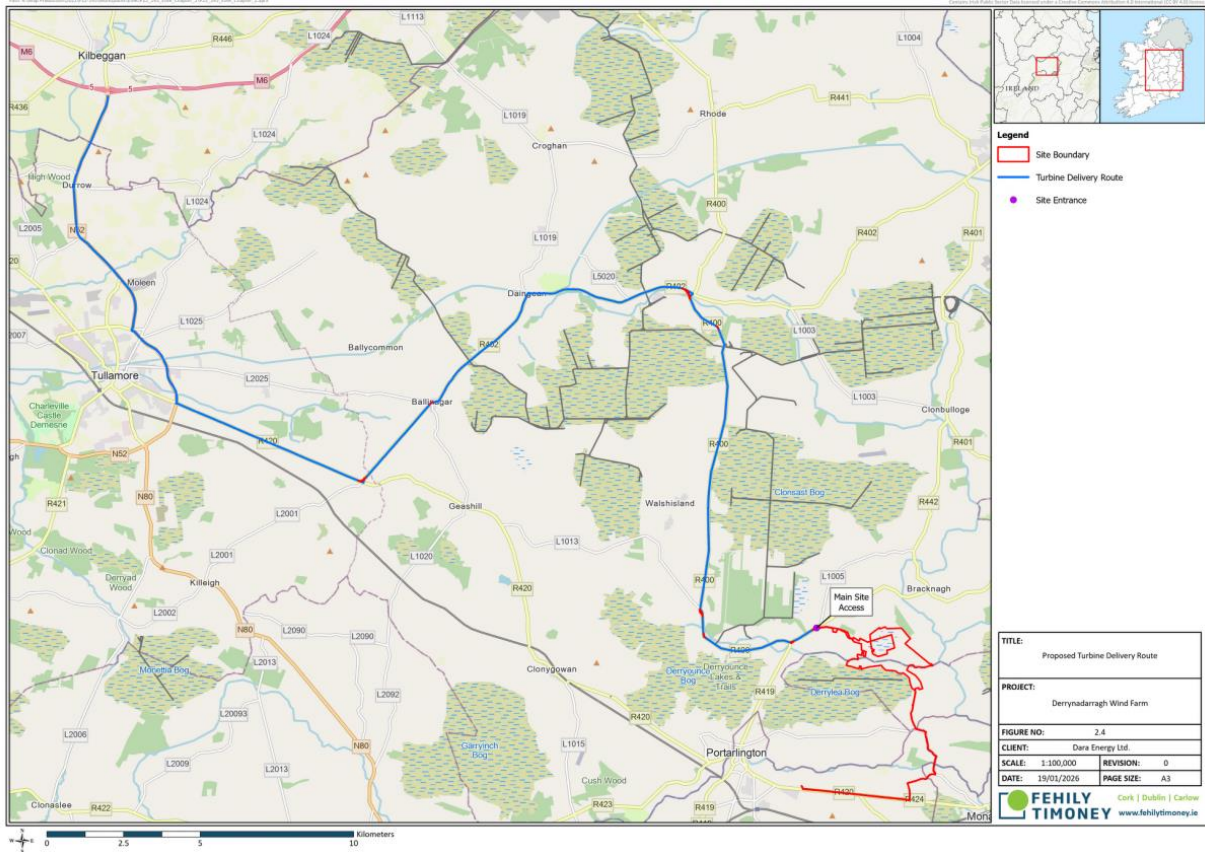 Kilbeggan
M6
5
5
M6
R446
L1024
L1113
L1004
R436
L1024
L1019
R441
Rhode
Croghan
High Wood
Durrow
L1024
L2005
N52
R400
L1019
R402
R401
Moleen
L5020
Daingean
R402
L1025
R400
L1003
Ballycommon
R402
Tullamore
L2025
Ballinagar
L1003
Charleville
Castle
Demesne
Clonbulloge
R420
R400
R401
N52
N80
R421
Clonsast Bog
R442
Geashill
Walshisland
L2001
L1013
Clonad Wood
L2001
L1020
R400
L1005
Derryad
Wood
Killeigh
R420
Bracknagh
Main Site
Access
L2002
L2090
L2090
N80
Clonygowan
R400
Monettia Bog
L2013
Derryounce
Bog
Derryounce
Lakes &
Trails
R419
Derrylea Bog
L20093
L2092
R420
L2006
N80
Garryinch
Bog
L1015
Portarlington
L2009
L2013
Cush Wood
R420
R424
Clonaslee
R422
R423
R419
0
2.5
5
10
Kilometers
IRELAND
Legend
Site Boundary
Turbine Delivery Route
Site Entrance
TITLE:
Proposed Turbine Delivery Route
PROJECT:
Derrynadarragh Wind Farm
FIGURE NO: 2.4
CLIENT: Dara Energy Ltd.
SCALE: 1:100,000 REVISION: 0
DATE: 19/01/2026 PAGE SIZE: A3
FEHILY
TIMONEY
Cork | Dublin | Carlow
www.fehilytimoney.ie